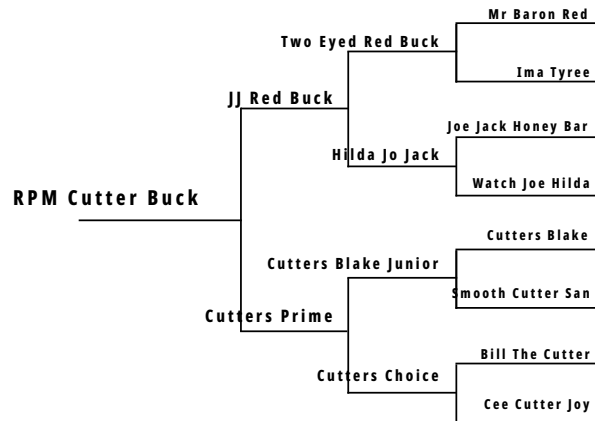 Mr Baron Red
Two Eyed Red Buck
Ima Tyree
JJ Red Buck
Joe Jack Honey Bar
Hilda Jo Jack
Watch Joe Hilda
RPM Cutter Buck
Cutters Blake
Cutters Blake Junior
Smooth Cutter San
Cutters Prime
Bill The Cutter
Cutters Choice
Cee Cutter Joy